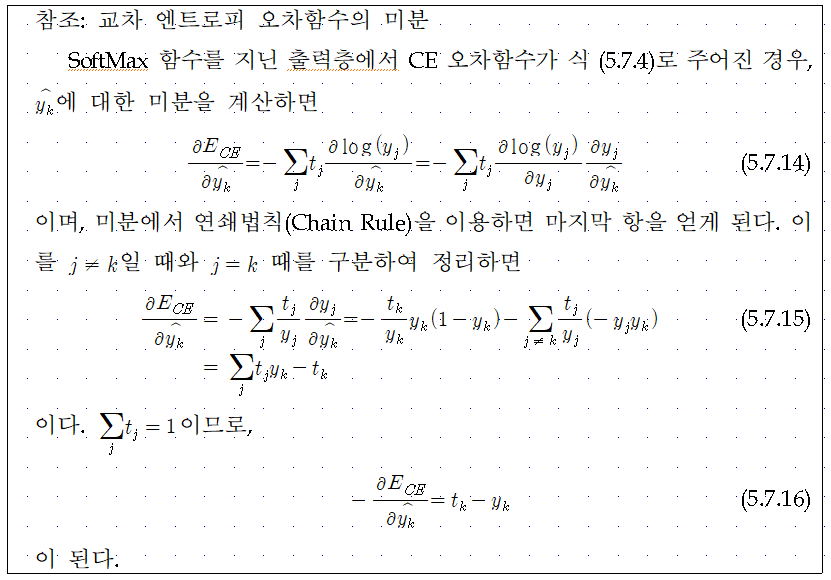 참조: 교차 엔트로피 오차함수의 미분
SoftMax 함수를 지닌 출력층에서 CE 오차함수가 식 (5.7.4)로 주어진 경우,
$\widehat{y_k}$에 대한 미분을 계산하면
$\frac{\partial E_{CE}}{\partial \widehat{y_k}} = -\sum_j t_j \frac{\partial \log(y_j)}{\partial \widehat{y_k}} = -\sum_j t_j \frac{\partial \log(y_j)}{\partial y_j} \frac{\partial y_j}{\partial \widehat{y_k}}$ (5.7.14)
이며, 미분에서 연쇄법칙(Chain Rule)을 이용하면 마지막 항을 얻게 된다. 이
를 $j \neq k$일 때와 $j = k$ 때를 구분하여 정리하면
$\frac{\partial E_{CE}}{\partial \widehat{y_k}} = -\sum_j \frac{t_j}{y_j} \frac{\partial y_j}{\partial \widehat{y_k}} = -\frac{t_k}{y_k} y_k (1 - y_k) - \sum_{j \neq k} \frac{t_j}{y_j} (-y_j y_k)$ (5.7.15)
$= \sum_j t_j y_k - t_k$
이다. $\sum_j t_j = 1$이므로,
$-\frac{\partial E_{CE}}{\partial \widehat{y_k}} = t_k - y_k$ (5.7.16)
이 된다.